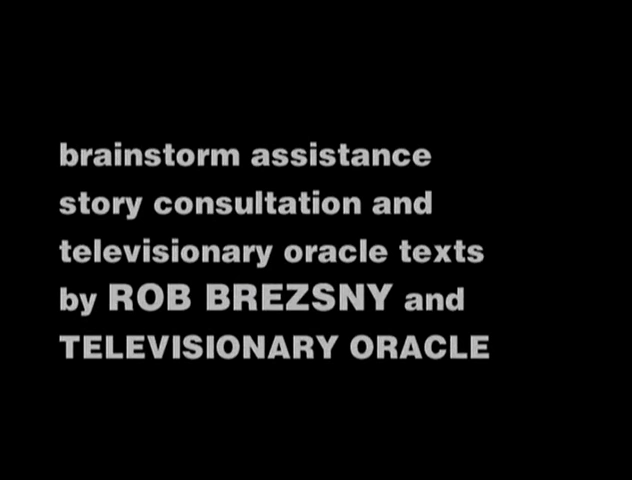 brainstorm assistance
story consultation and
televisionary oracle texts
by ROB BREZSNY and
TELEVISIONARY ORACLE